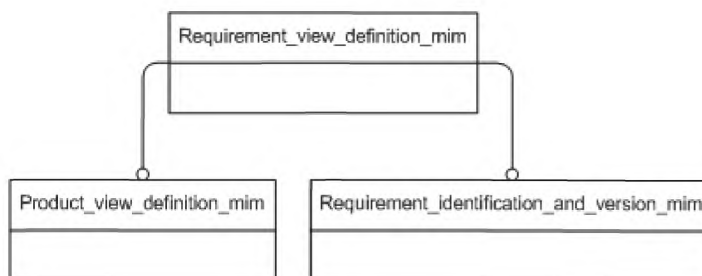 Requirement_view_definition_mim
Product_view_definition_mim
Requirement_identification_and_version_mim